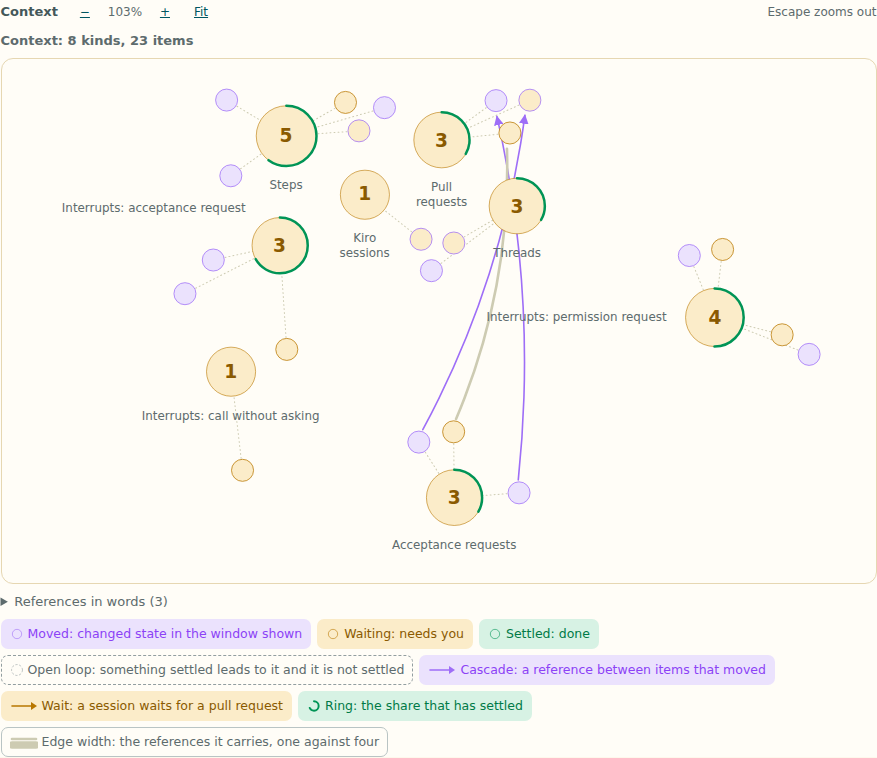 Context − 103% + Fit Escape zooms out
Context: 8 kinds, 23 items
5
Steps
3
Pull
requests
1
Kiro
sessions
3
Threads
Interrupts: acceptance request
3
Interrupts: permission request
4
1
Interrupts: call without asking
3
Acceptance requests
References in words (3)
Moved: changed state in the window shown
Waiting: needs you
Settled: done
Open loop: something settled leads to it and it is not settled
Cascade: a reference between items that moved
Wait: a session waits for a pull request
Ring: the share that has settled
Edge width: the references it carries, one against four